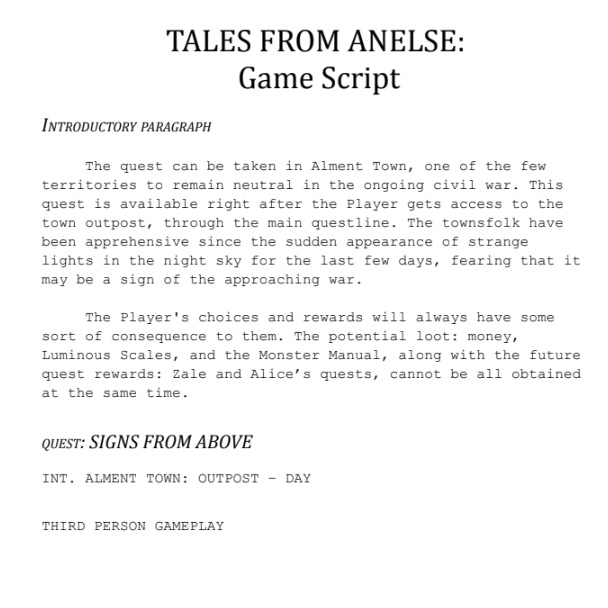 TALES FROM ANELSE:
Game Script
INTRODUCTORY PARAGRAPH
The quest can be taken in Alment Town, one of the few
territories to remain neutral in the ongoing civil war. This
quest is available right after the Player gets access to the
town outpost, through the main questline. The townsfolk have
been apprehensive since the sudden appearance of strange
lights in the night sky for the last few days, fearing that it
may be a sign of the approaching war.
The Player's choices and rewards will always have some
sort of consequence to them. The potential loot: money,
Luminous Scales, and the Monster Manual, along with the future
quest rewards: Zale and Alice’s quests, cannot be all obtained
at the same time.
QUEST: SIGNS FROM ABOVE
INT. ALMENT TOWN: OUTPOST – DAY
THIRD PERSON GAMEPLAY